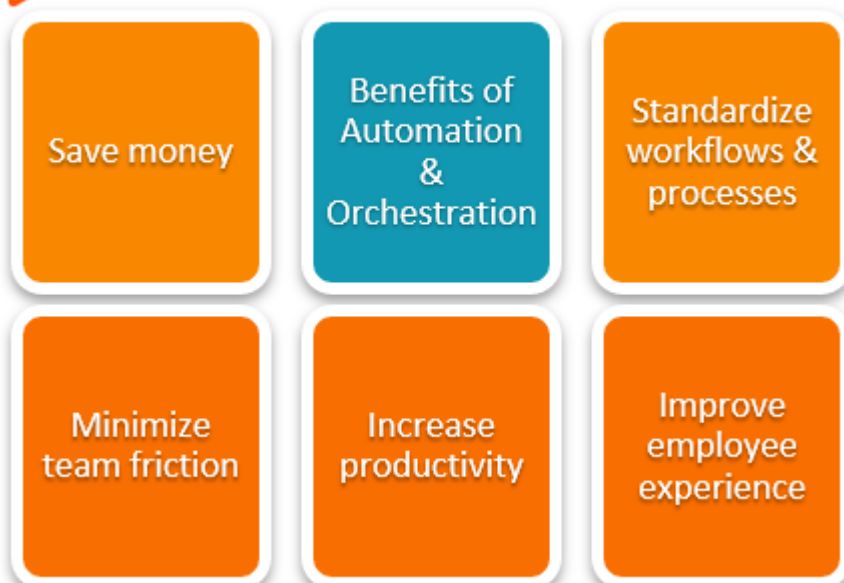 Save money
Benefits of
Automation
&
Orchestration
Standardize
workflows &
processes
Minimize
team friction
Increase
productivity
Improve
employee
experience